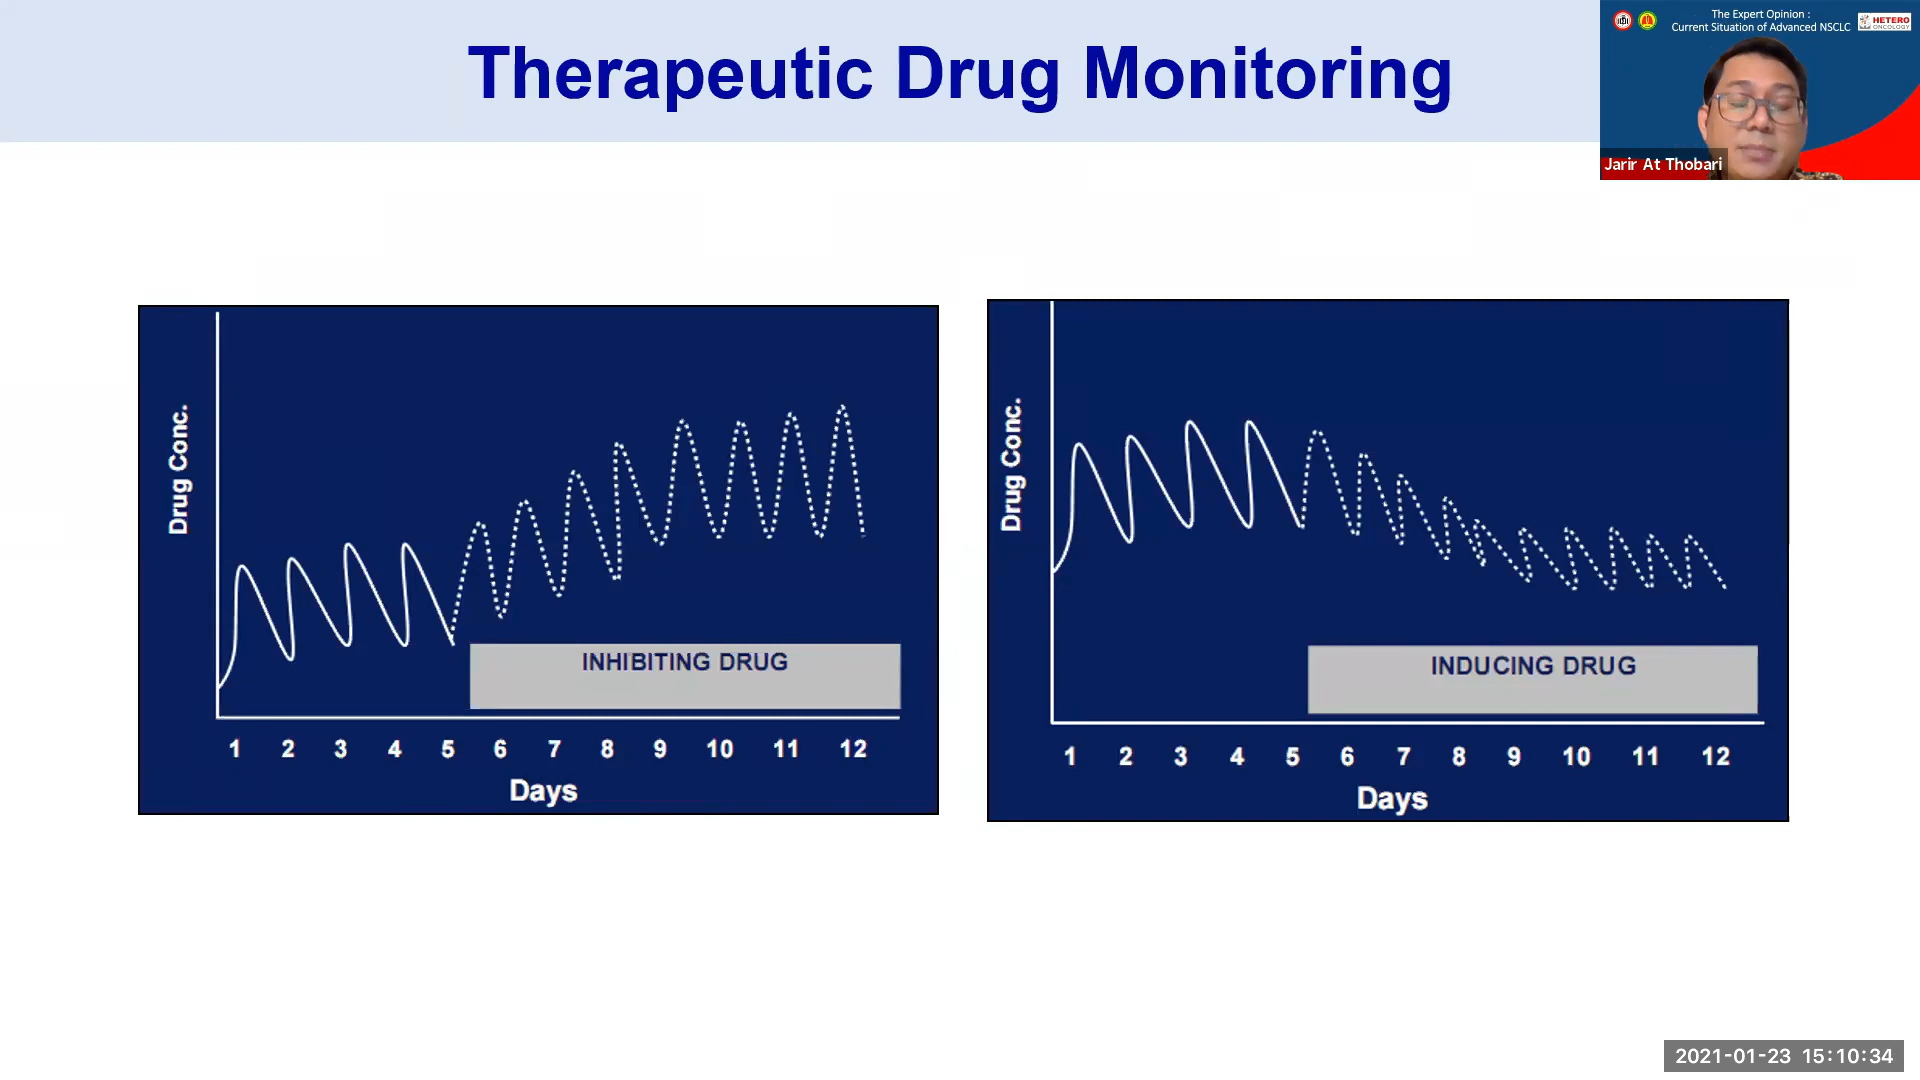 Therapeutic Drug Monitoring
The Expert Opinion :
Current Situation of Advanced NSCLC
HETERO
ONCOLOGY
Jarir At Thobari
Drug Conc.
INHIBITING DRUG
1 2 3 4 5 6 7 8 9 10 11 12
Days
Drug Conc.
INDUCING DRUG
1 2 3 4 5 6 7 8 9 10 11 12
Days
2021-01-23 15:10:34